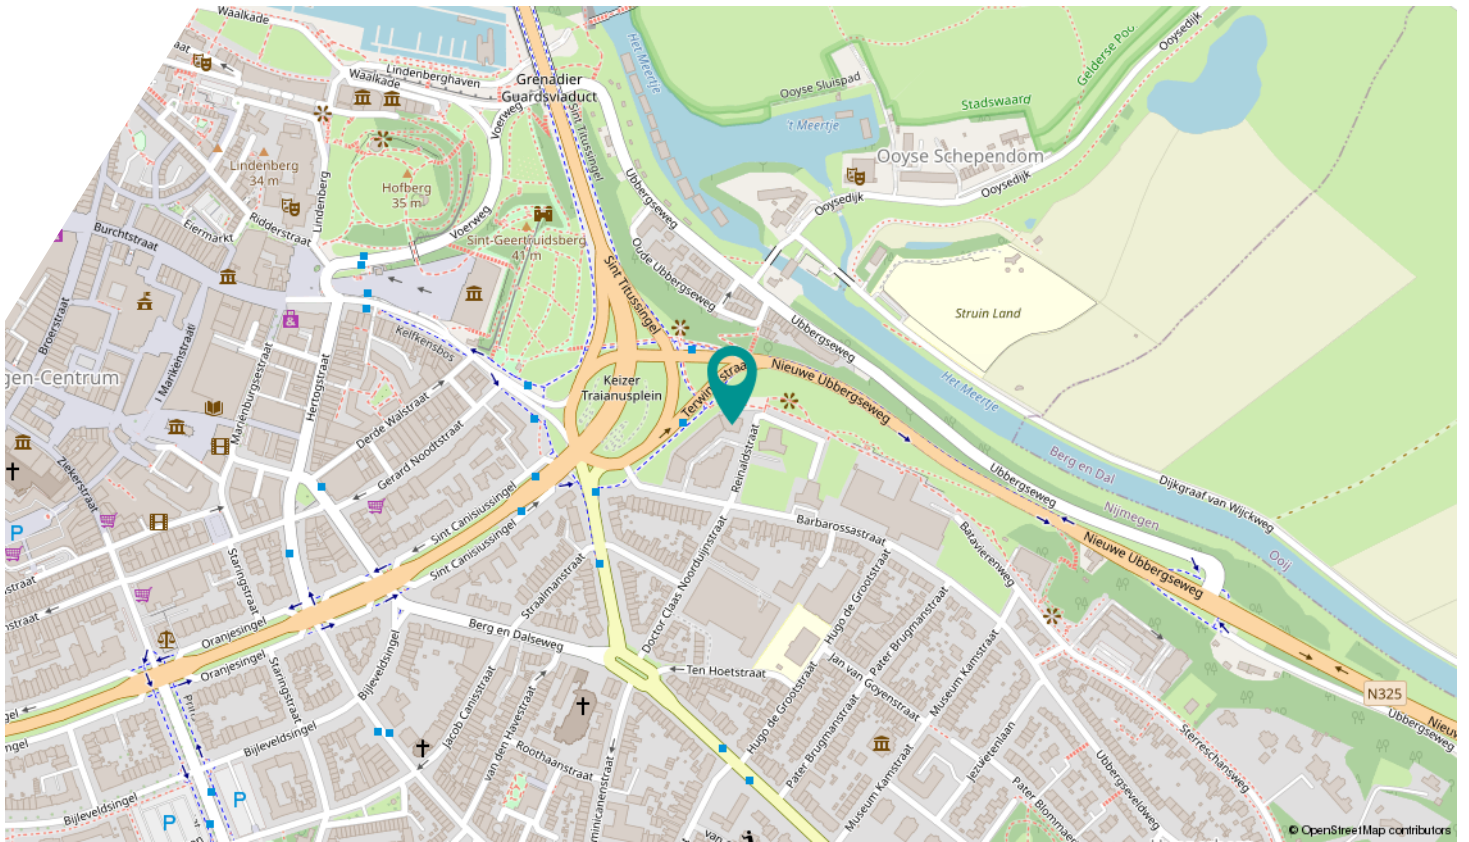 Waalkade
Lindenberghaven
Waalkade
Grenadier
Guardsviaduct
Het Meertje
Ooyse Sluispad
Stadswaard
Ooysedijk
't Meertje
Ooyse Schependom
Ooysedijk
Ooysedijk
Voerweg
Sint Titussingel
Ubbergseweg
Lindenberg
34 m
Hofberg
35 m
Lindenberg
Ridderstraat
Eiermarkt
Burchtstraat
Voerweg
Sint-Geertruidsberg
41 m
Oude Ubbergseweg
Sint Titussingel
Struin Land
Ubbergseweg
Broerstraat
Kelfkensbos
gen-Centrum
Mariënburgsestraat
Hertogstraat
Keizer
Traianusplein
Nieuwe Ubbergseweg
Het Meertje
Derde Walstraat
Gerard Noodtstraat
Reinaldstraat
Ziekerstraat
P
Sint Canisiussingel
Sint Canisiussingel
Barbarossastraat
Ubbergseweg
Berg en Dal
Nijmegen
Dijkgraaf van Wijckweg
Ooij
Batavierenweg
Nieuwe Ubbergseweg
Staringstraat
Straalmanstraat
Doctor Claas Noorduijnstraat
Hugo de Grootstraat
Pater Brugmanstraat
Oranjesingel
Oranjesingel
Berg en Dalseweg
Bijleveldsingel
Staringstraat
Ten Hoetstraat
Jan van Goyenstraat
Museum Kamstraat
N325
Ubbergseweg
Jacob Canisstraat
van den Havestraat
Roothaanstraat
Hugo de Grootstraat
Pater Brugmanstraat
Museum Kamstraat
Jezuïetenlaan
Sterreschansweg
Ubbergseveldweg
Bijleveldsingel
Bijleveldsingel
P
P
© OpenStreetMap contributors